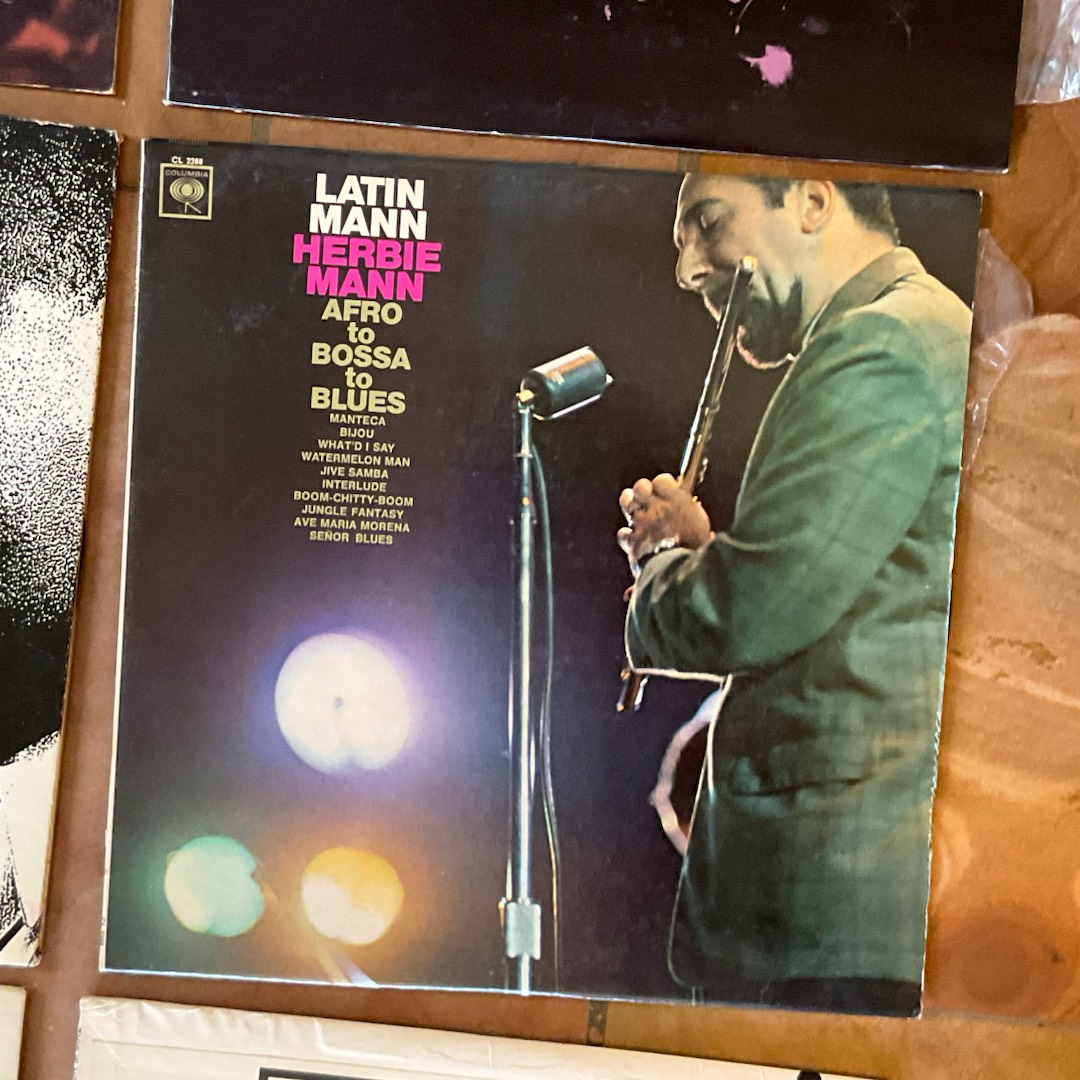 CL 2388
COLUMBIA
LATIN
MANN
HERBIE
MANN
AFRO
to
BOSSA
to
BLUES
MANTECA
BIJOU
WHAT'D I SAY
WATERMELON MAN
JIVE SAMBA
INTERLUDE
BOOM-CHITTY-BOOM
JUNGLE FANTASY
AVE MARIA MORENA
SEÑOR BLUES